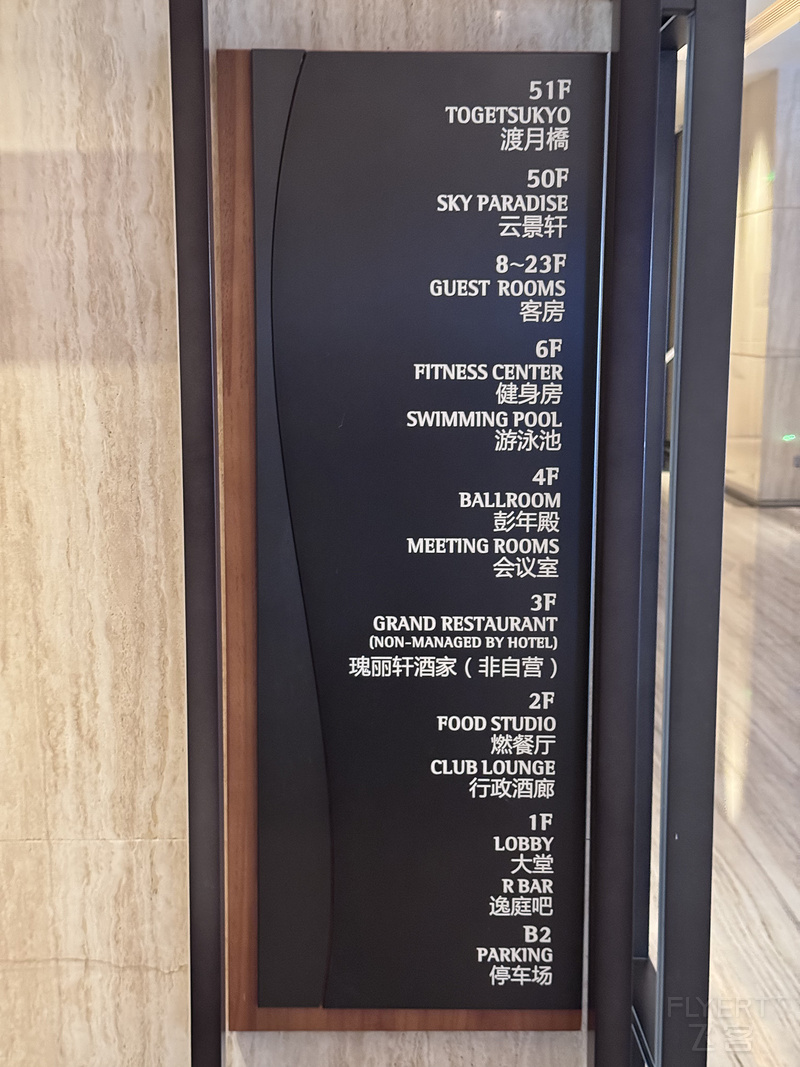 51F
TOGETSUKYO
渡月橋
50F
SKY PARADISE
云景轩
8~23F
GUEST ROOMS
客房
6F
FITNESS CENTER
健身房
SWIMMING POOL
游泳池
4F
BALLROOM
彭年殿
MEETING ROOMS
会议室
3F
GRAND RESTAURANT
(NON-MANAGED BY HOTEL)
瑰丽轩酒家（非自营）
2F
FOOD STUDIO
燃餐厅
CLUB LOUNGE
行政酒廊
1F
LOBBY
大堂
R BAR
逸庭吧
B2
PARKING
停车场
FLYERT
飞客